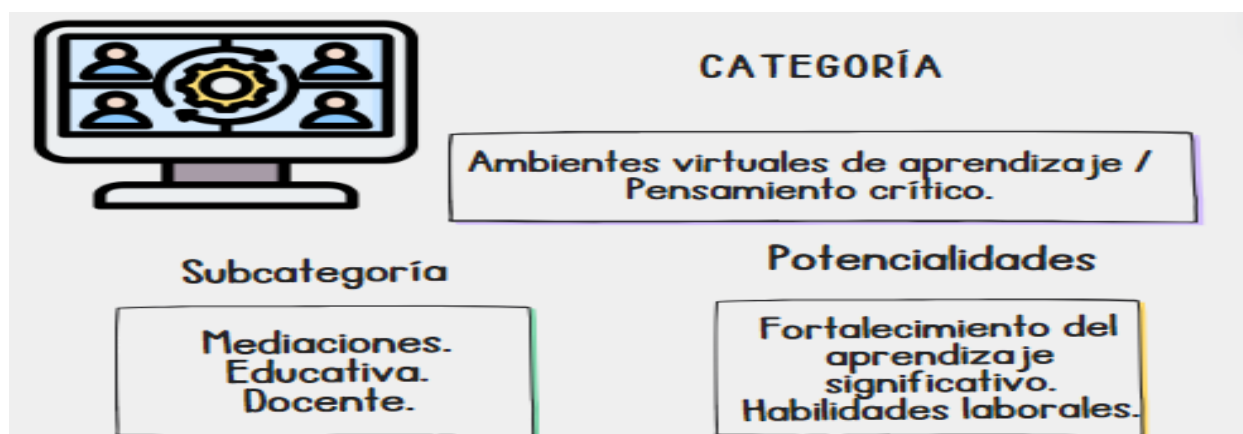 CATEGORÍA
Ambientes virtuales de aprendizaje /
Pensamiento crítico.
Subcategoría
Mediaciones.
Educativa.
Docente.
Potencialidades
Fortalecimiento del
aprendizaje
significativo.
Habilidades laborales.